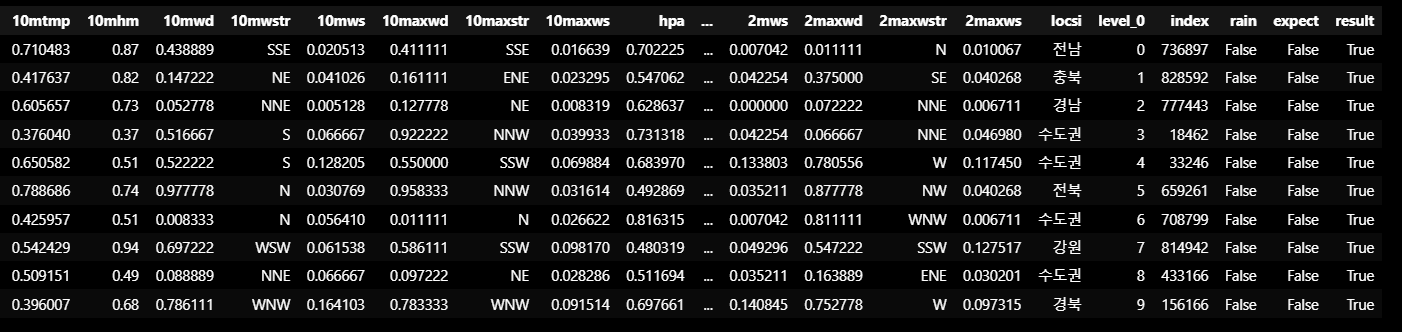 10mtmp 10mhm 10mwd 10mwstr 10mws 10maxwd 10maxstr 10maxws hpa ... 2mws 2maxwd 2maxwstr 2maxws locsi level_0 index rain expect result
0.710483 0.87 0.438889 SSE 0.020513 0.411111 SSE 0.016639 0.702225 ... 0.007042 0.011111 N 0.010067 전남 0 736897 False False True
0.417637 0.82 0.147222 NE 0.041026 0.161111 ENE 0.023295 0.547062 ... 0.042254 0.375000 SE 0.040268 충북 1 828592 False False True
0.605657 0.73 0.052778 NNE 0.005128 0.127778 NE 0.008319 0.628637 ... 0.000000 0.072222 NNE 0.006711 경남 2 777443 False False True
0.376040 0.37 0.516667 S 0.066667 0.922222 NNW 0.039933 0.731318 ... 0.042254 0.066667 NNE 0.046980 수도권 3 18462 False False True
0.650582 0.51 0.522222 S 0.128205 0.550000 SSW 0.069884 0.683970 ... 0.133803 0.780556 W 0.117450 수도권 4 33246 False False True
0.788686 0.74 0.977778 N 0.030769 0.958333 NNW 0.031614 0.492869 ... 0.035211 0.877778 NW 0.040268 전북 5 659261 False False True
0.425957 0.51 0.008333 N 0.056410 0.011111 N 0.026622 0.816315 ... 0.007042 0.811111 WNW 0.006711 수도권 6 708799 False False True
0.542429 0.94 0.697222 WSW 0.061538 0.586111 SSW 0.098170 0.480319 ... 0.049296 0.547222 SSW 0.127517 강원 7 814942 False False True
0.509151 0.49 0.088889 NNE 0.066667 0.097222 NE 0.028286 0.511694 ... 0.035211 0.163889 ENE 0.030201 수도권 8 433166 False False True
0.396007 0.68 0.786111 WNW 0.164103 0.783333 WNW 0.091514 0.697661 ... 0.140845 0.752778 W 0.097315 경북 9 156166 False False True